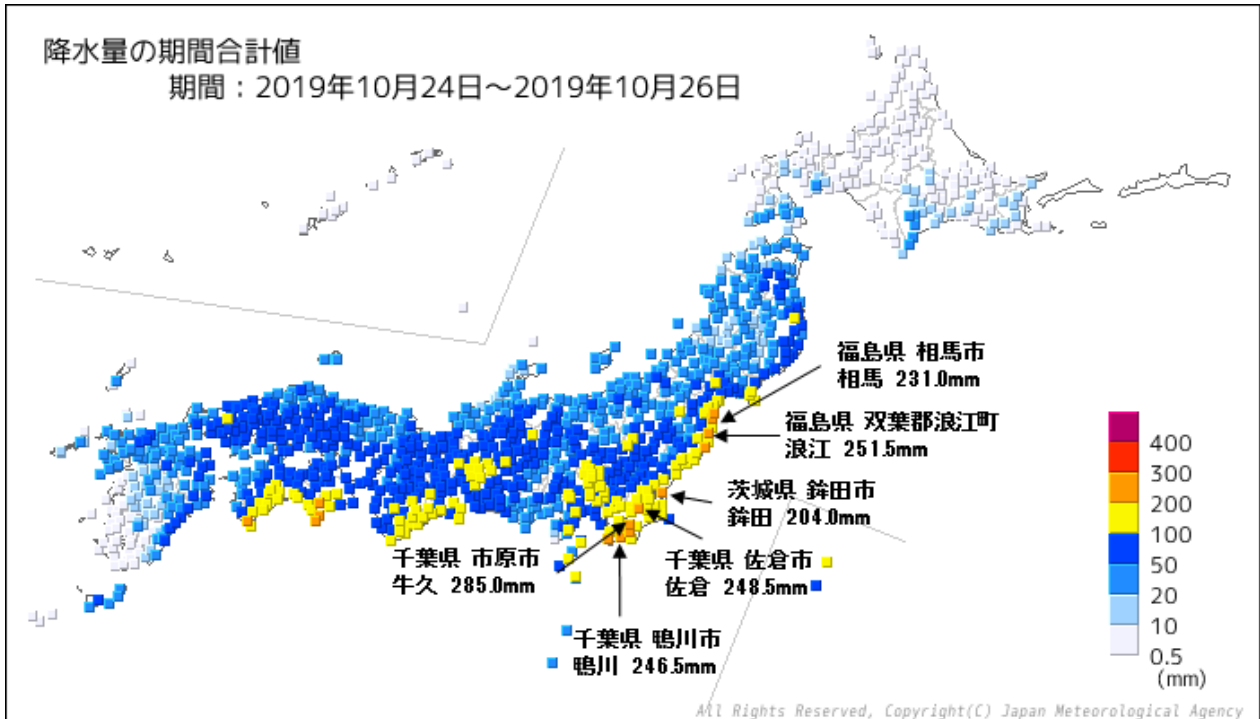 降水量の期間合計値
期間：2019年10月24日～2019年10月26日
福島県 相馬市
相馬 231.0mm
福島県 双葉郡浪江町
浪江 251.5mm
茨城県 鉾田市
鉾田 204.0mm
千葉県 市原市
牛久 285.0mm
千葉県 佐倉市
佐倉 248.5mm
千葉県 鴨川市
鴨川 246.5mm
400
300
200
100
50
20
10
0.5
(mm)
All Rights Reserved, Copyright(C) Japan Meteorological Agency